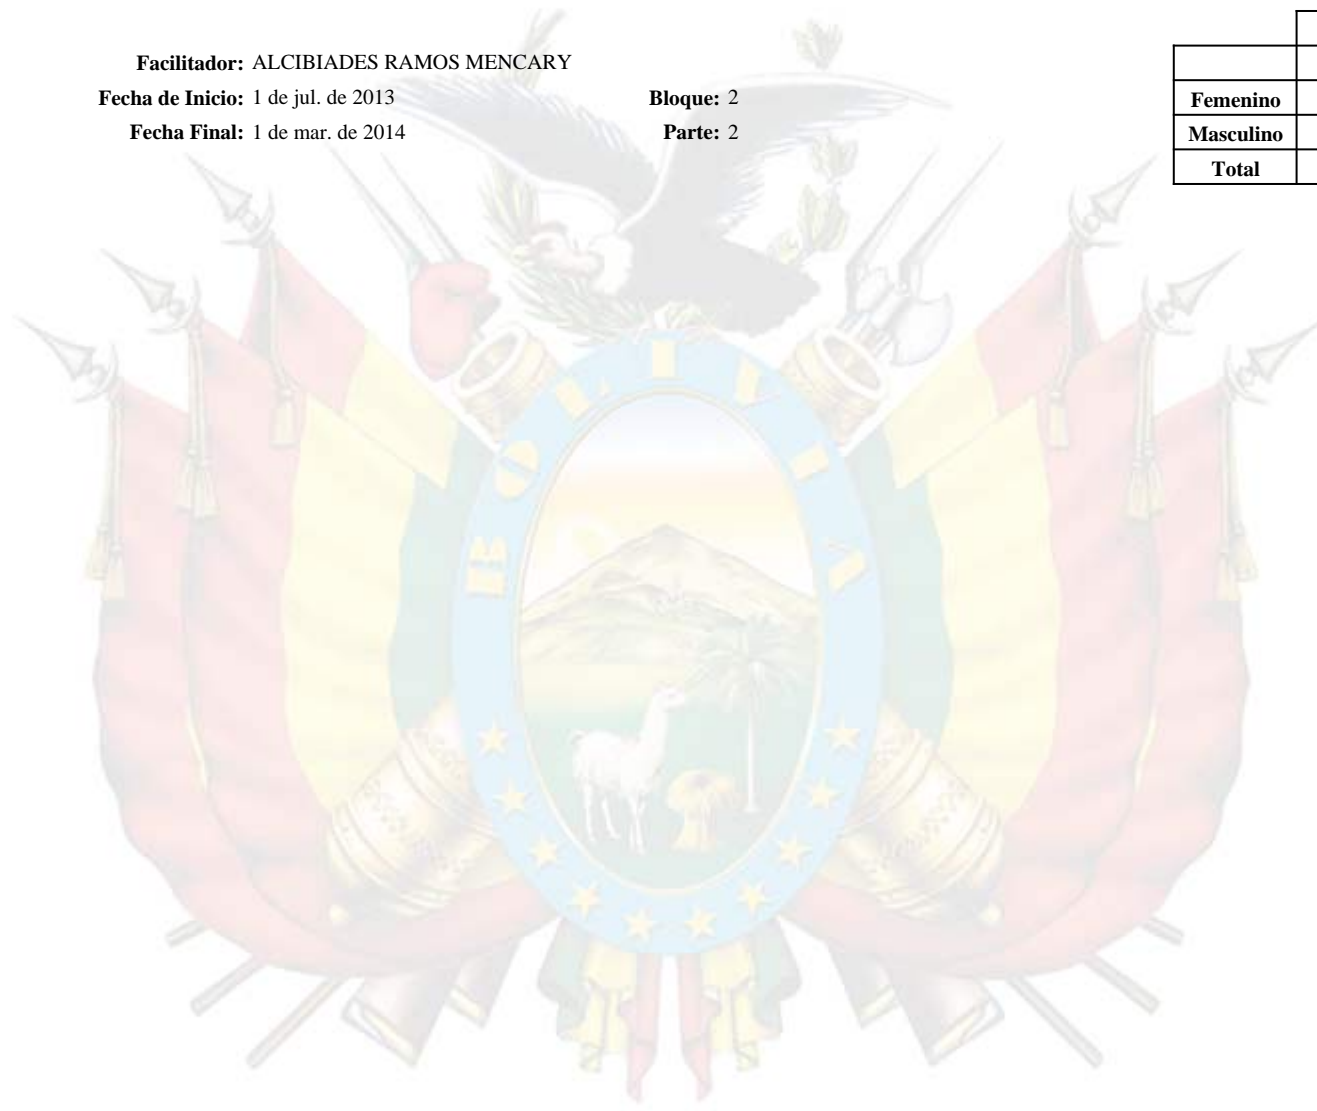 Facilitador: ALCIBIADES RAMOS MENCARY
Fecha de Inicio: 1 de jul. de 2013 Bloque: 2
Fecha Final: 1 de mar. de 2014 Parte: 2
Femenino
Masculino
Total
BOLIVIA